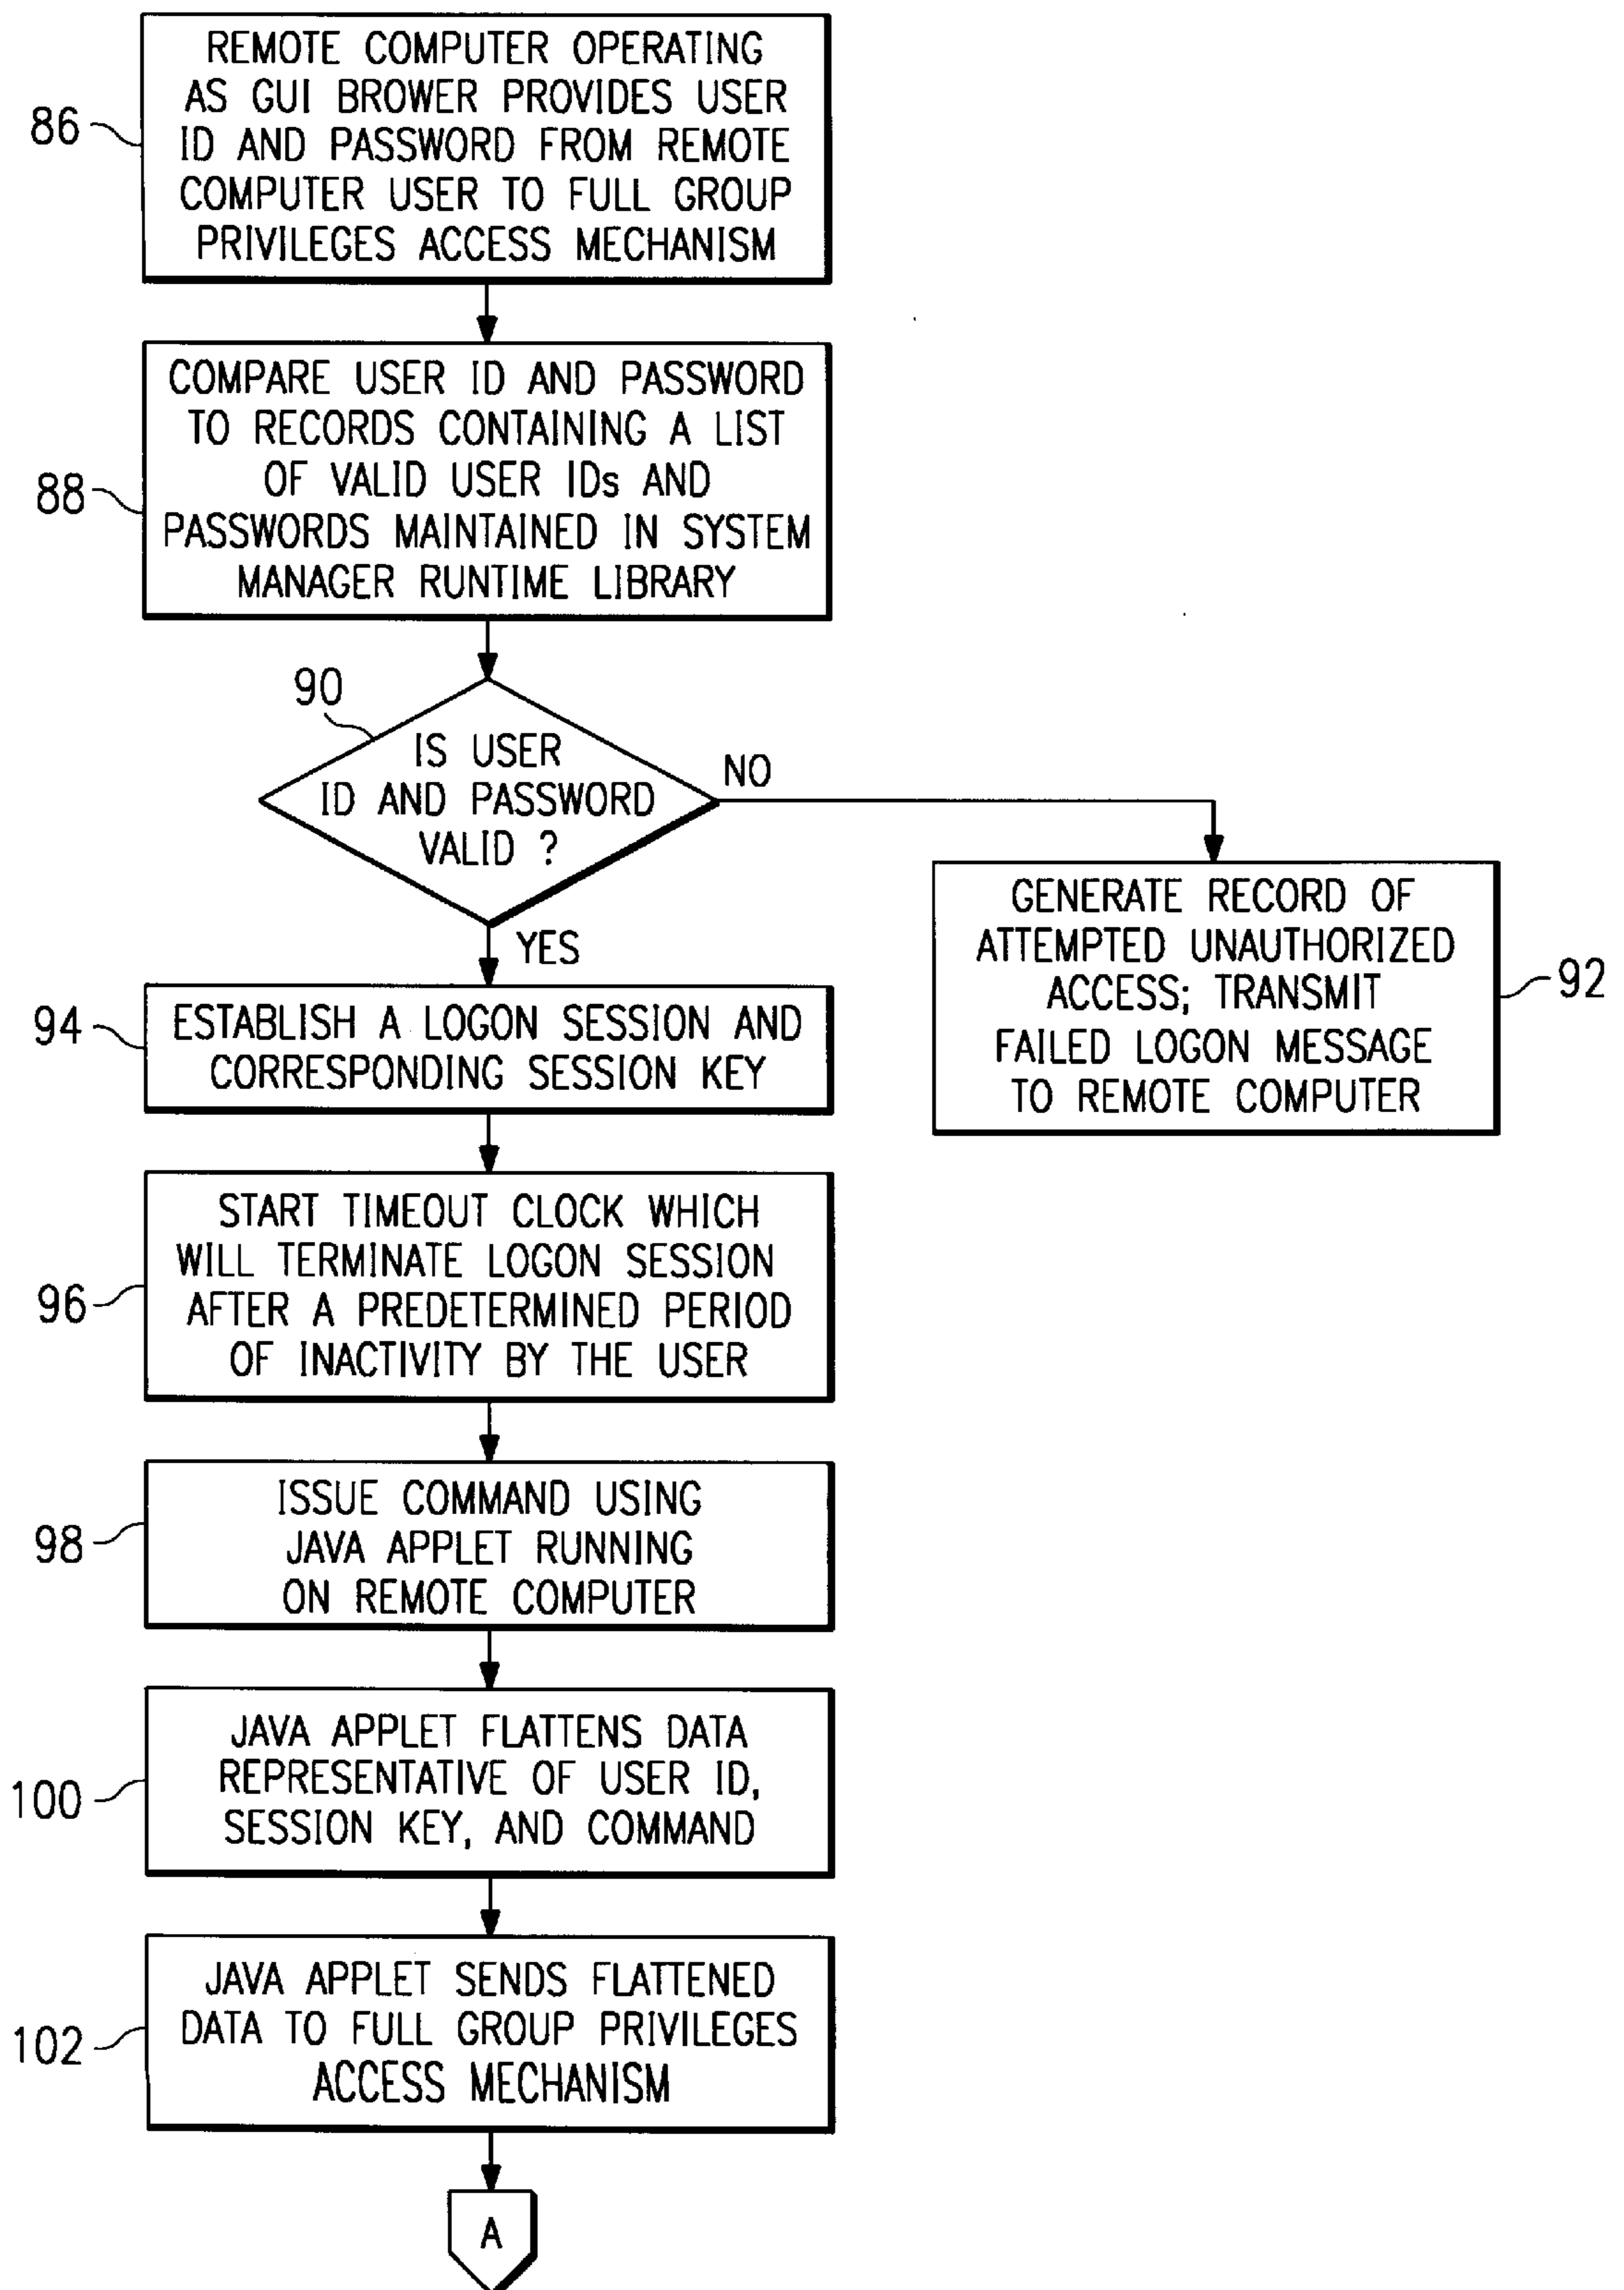 REMOTE COMPUTER OPERATING
AS GUI BROWER PROVIDES USER
ID AND PASSWORD FROM REMOTE
COMPUTER USER TO FULL GROUP
PRIVILEGES ACCESS MECHANISM
86
COMPARE USER ID AND PASSWORD
TO RECORDS CONTAINING A LIST
OF VALID USER IDs AND
PASSWORDS MAINTAINED IN SYSTEM
MANAGER RUNTIME LIBRARY
88
90
IS USER
ID AND PASSWORD
VALID ?
NO
YES
GENERATE RECORD OF
ATTEMPTED UNAUTHORIZED
ACCESS; TRANSMIT
FAILED LOGON MESSAGE
TO REMOTE COMPUTER
92
94
ESTABLISH A LOGON SESSION AND
CORRESPONDING SESSION KEY
START TIMEOUT CLOCK WHICH
WILL TERMINATE LOGON SESSION
AFTER A PREDETERMINED PERIOD
OF INACTIVITY BY THE USER
96
ISSUE COMMAND USING
JAVA APPLET RUNNING
ON REMOTE COMPUTER
98
JAVA APPLET FLATTENS DATA
REPRESENTATIVE OF USER ID,
SESSION KEY, AND COMMAND
100
JAVA APPLET SENDS FLATTENED
DATA TO FULL GROUP PRIVILEGES
ACCESS MECHANISM
102
A